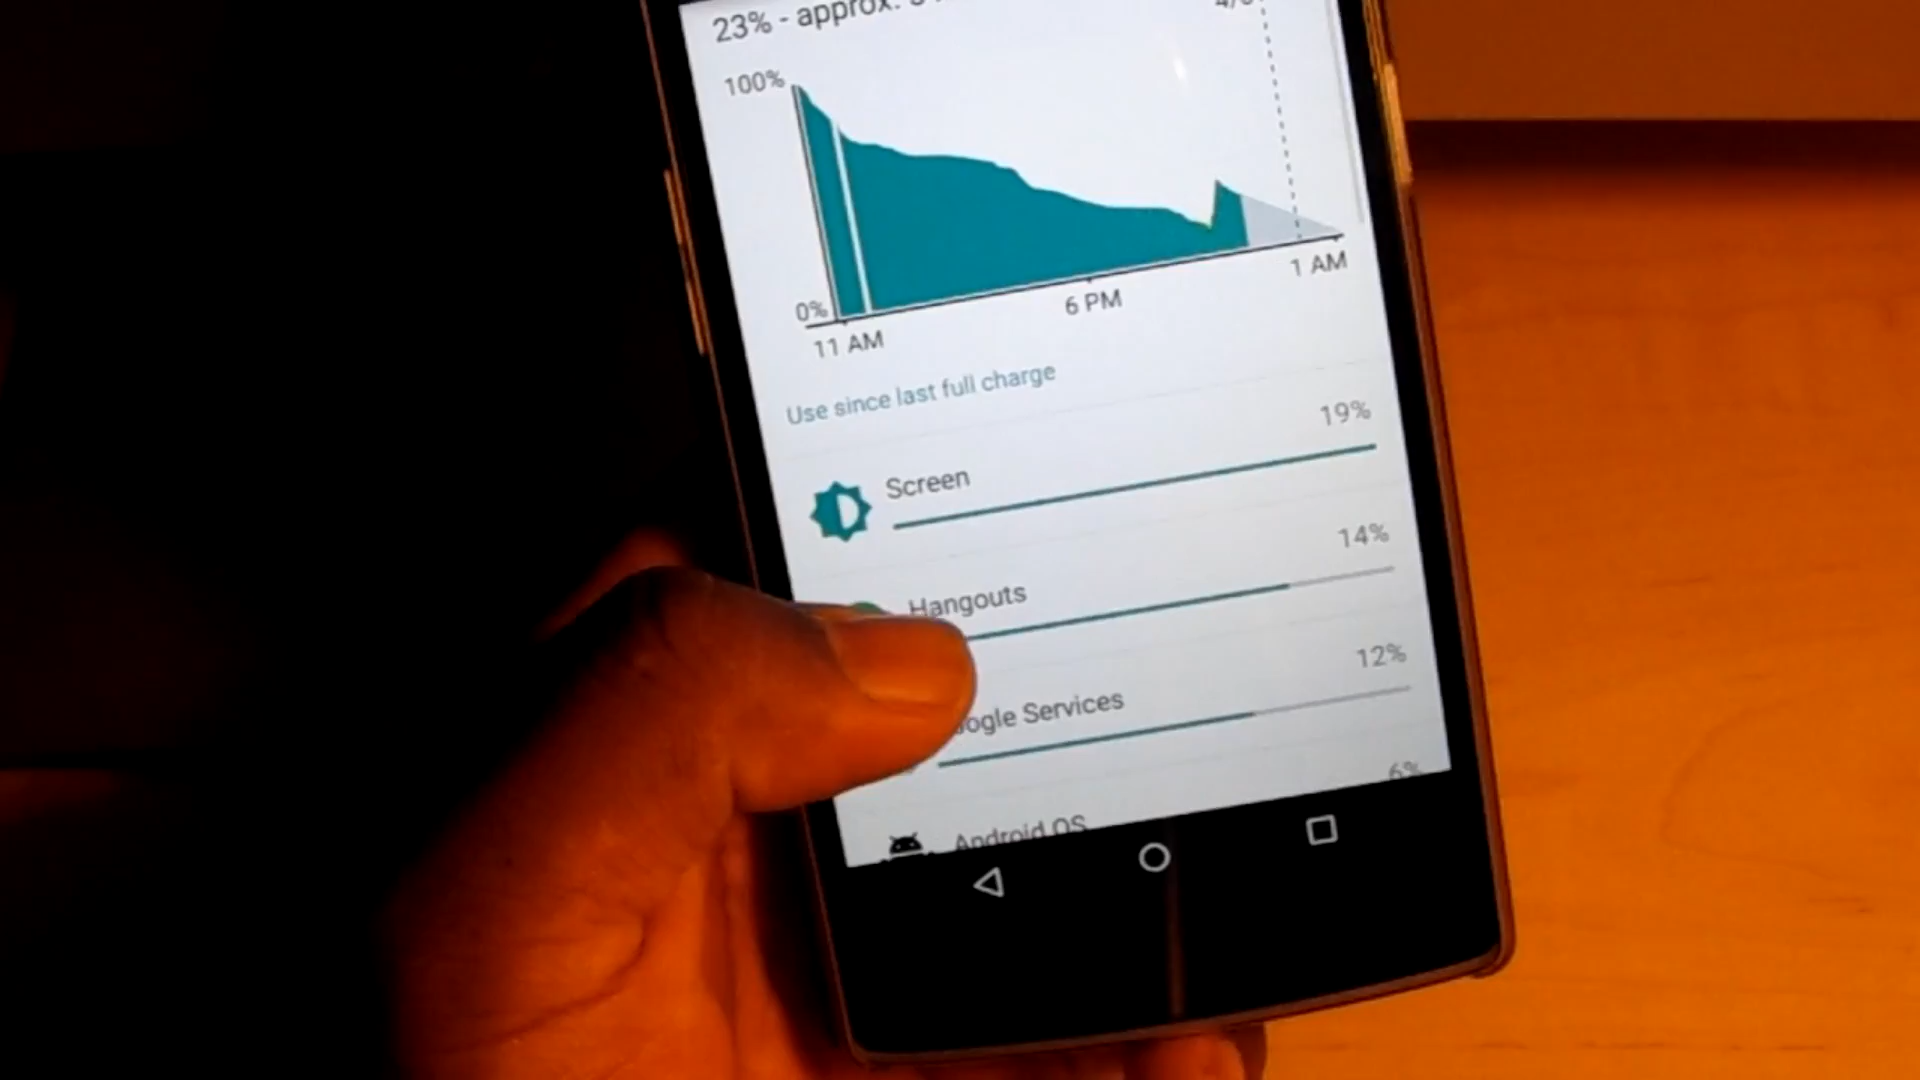 23% - approx.
100%
0%
11 AM
6 PM
1 AM
Use since last full charge
19%
Screen
14%
Hangouts
12%
Services
6%
Android OS